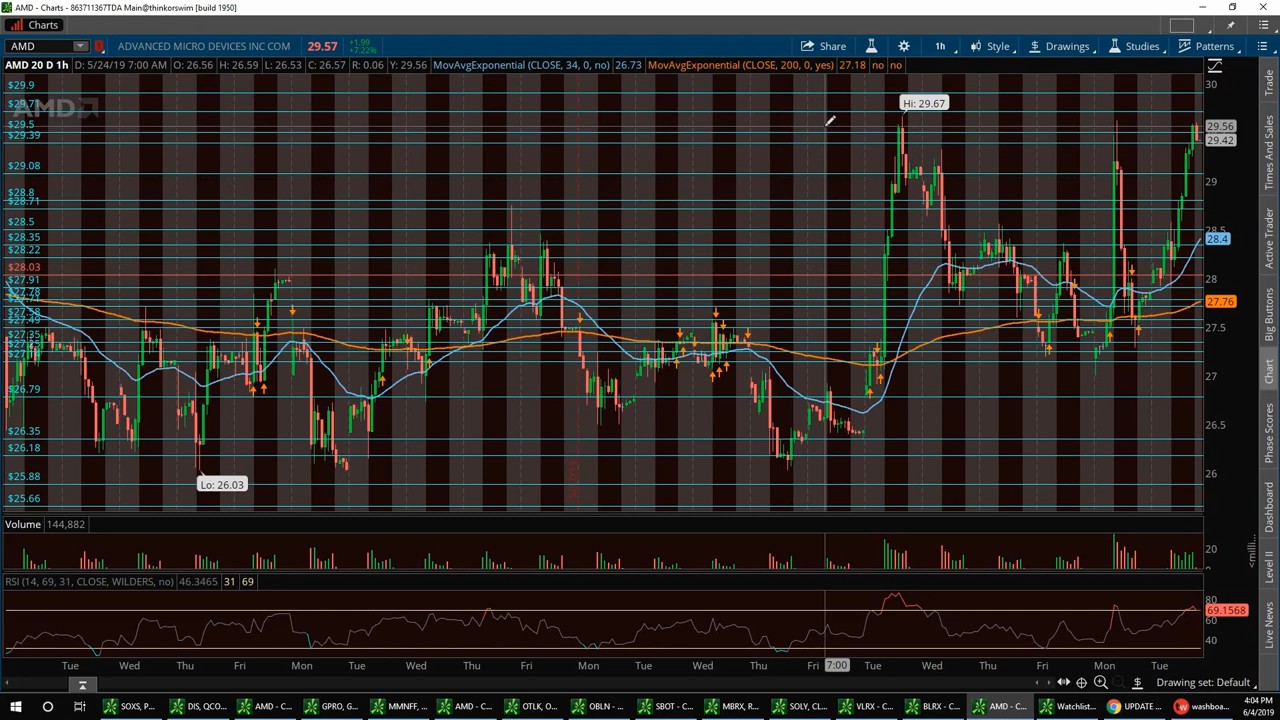 AMD - Charts - 863711367TDA Main@thinkorswim [build 1950]
Charts
AMD ADVANCED MICRO DEVICES INC COM 29.57 +1.99 +7.22% Share 1h Style Drawings Studies Patterns
AMD 20 D 1h D: 5/24/19 7:00 AM O: 26.56 H: 26.59 L: 26.53 C: 26.57 R: 0.06 Y: 29.56 MovAvgExponential (CLOSE, 34, 0, no) 26.73 MovAvgExponential (CLOSE, 200, 0, yes) 27.18 no no
$29.9
$29.71
$29.5
$29.39
$29.08
$28.8
$28.71
$28.5
$28.35
$28.22
$28.03
$27.91
$27.78
$27.58
$27.35
$26.79
$26.35
$26.18
$25.88
$25.66
AMD
Hi: 29.67
Lo: 26.03
30
29.56
29.42
29
28.5
28.4
28
27.76
27.5
27
26.5
26
Volume 144,882
20
RSI (14, 69, 31, CLOSE, WILDERS, no) 46.3465 31 69
80
69.1568
60
40
Tue Wed Thu Fri Mon Tue Wed Thu Fri Mon Tue Wed Thu Fri 7:00 Tue Wed Thu Fri Mon Tue
Drawing set: Default
Trade
Times And Sales
Active Trader
Big Buttons
Chart
Phase Scores
Dashboard
Level II
Live News
SOXS, P...
DIS, QCO...
AMD - C...
GPRO, G...
MMNFF, ...
AMD - C...
OTLK, O...
OBLN - ...
SBOT - C...
MBRX, R...
SOLY, CL...
VLRX - C...
BLRX - C...
AMD - C...
Watchlist...
UPDATE ...
washboa...
4:04 PM
6/4/2019